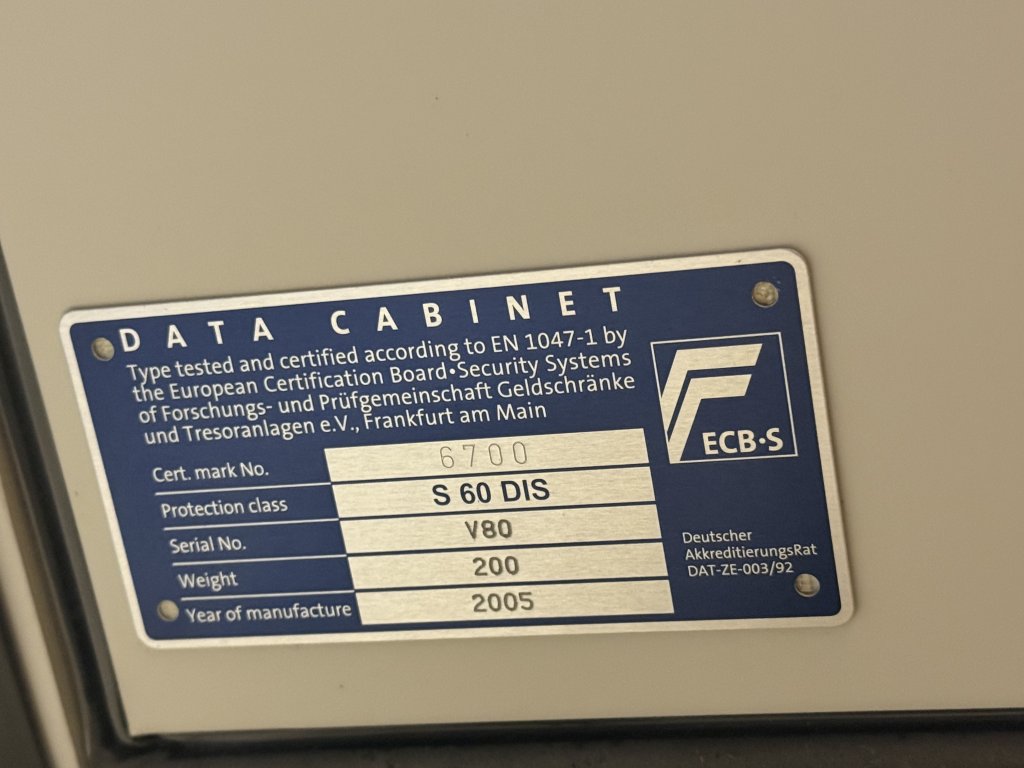 DATA CABINET
Type tested and certified according to EN 1047-1 by
the European Certification Board•Security Systems
of Forschungs- und Prüfgemeinschaft Geldschränke
und Tresoranlagen e.V., Frankfurt am Main
ECB•S
Cert. mark No. 6700
Protection class S 60 DIS
Serial No. V80
Weight 200
Year of manufacture 2005
Deutscher
AkkreditierungsRat
DAT-ZE-003/92